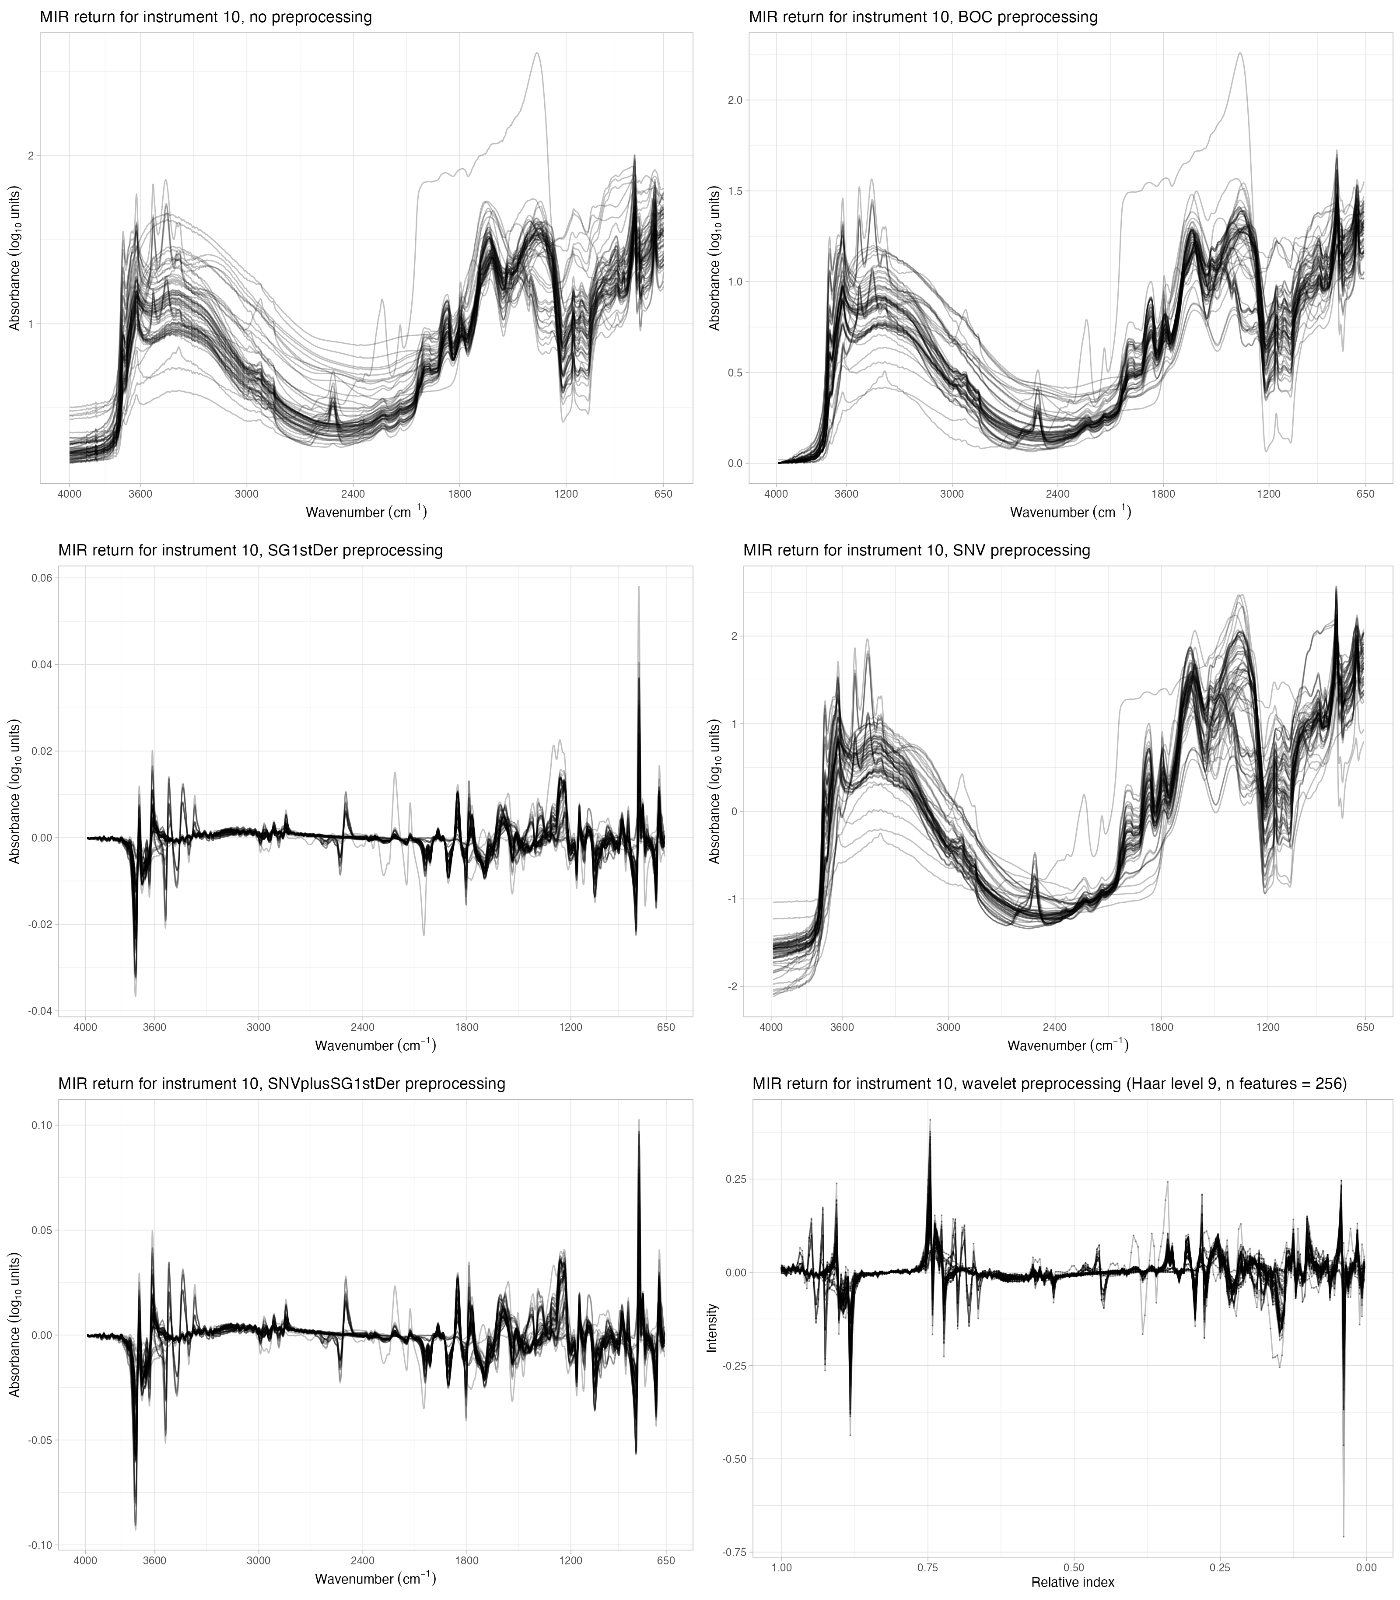 MIR return for instrument 10, no preprocessing
Absorbance (log10 units)
2
1
4000 3600 3000 2400 1800 1200 650
Wavenumber (cm 1)
MIR return for instrument 10, BOC preprocessing
Absorbance (log10 units)
2.0
1.5
1.0
0.5
0.0
4000 3600 3000 2400 1800 1200 650
Wavenumber (cm 1)
MIR return for instrument 10, SG1stDer preprocessing
Absorbance (log10 units)
0.06
0.04
0.02
0.00
-0.02
-0.04
4000 3600 3000 2400 1800 1200 650
Wavenumber (cm−1)
MIR return for instrument 10, SNV preprocessing
Absorbance (log10 units)
2
1
0
-1
-2
4000 3600 3000 2400 1800 1200 650
Wavenumber (cm−1)
MIR return for instrument 10, SNVplusSG1stDer preprocessing
Absorbance (log10 units)
0.10
0.05
0.00
-0.05
-0.10
4000 3600 3000 2400 1800 1200 650
Wavenumber (cm−1)
MIR return for instrument 10, wavelet preprocessing (Haar level 9, n features = 256)
Intensity
0.25
0.00
-0.25
-0.50
-0.75
1.00 0.75 0.50 0.25 0.00
Relative index